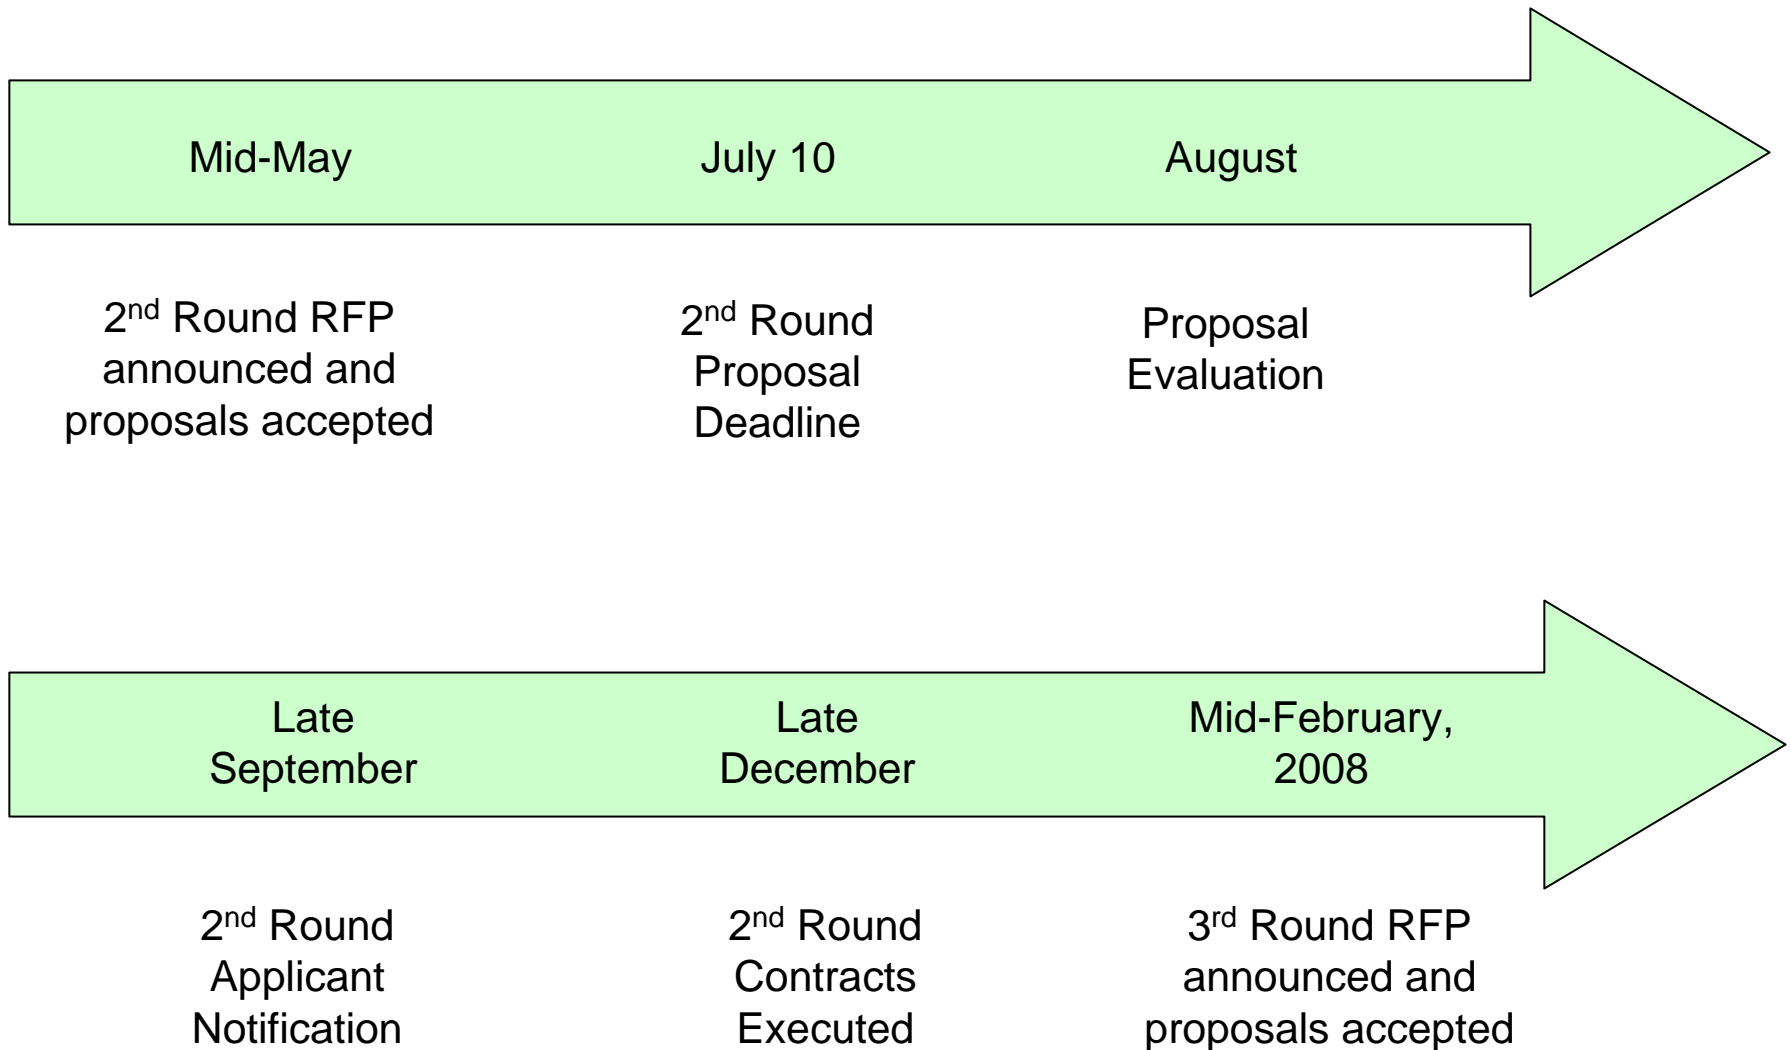 Mid-May
July 10
August
2nd Round RFP
announced and
proposals accepted
2nd Round
Proposal
Deadline
Proposal
Evaluation
Late
September
Late
December
Mid-February,
2008
2nd Round
Applicant
Notification
2nd Round
Contracts
Executed
3rd Round RFP
announced and
proposals accepted